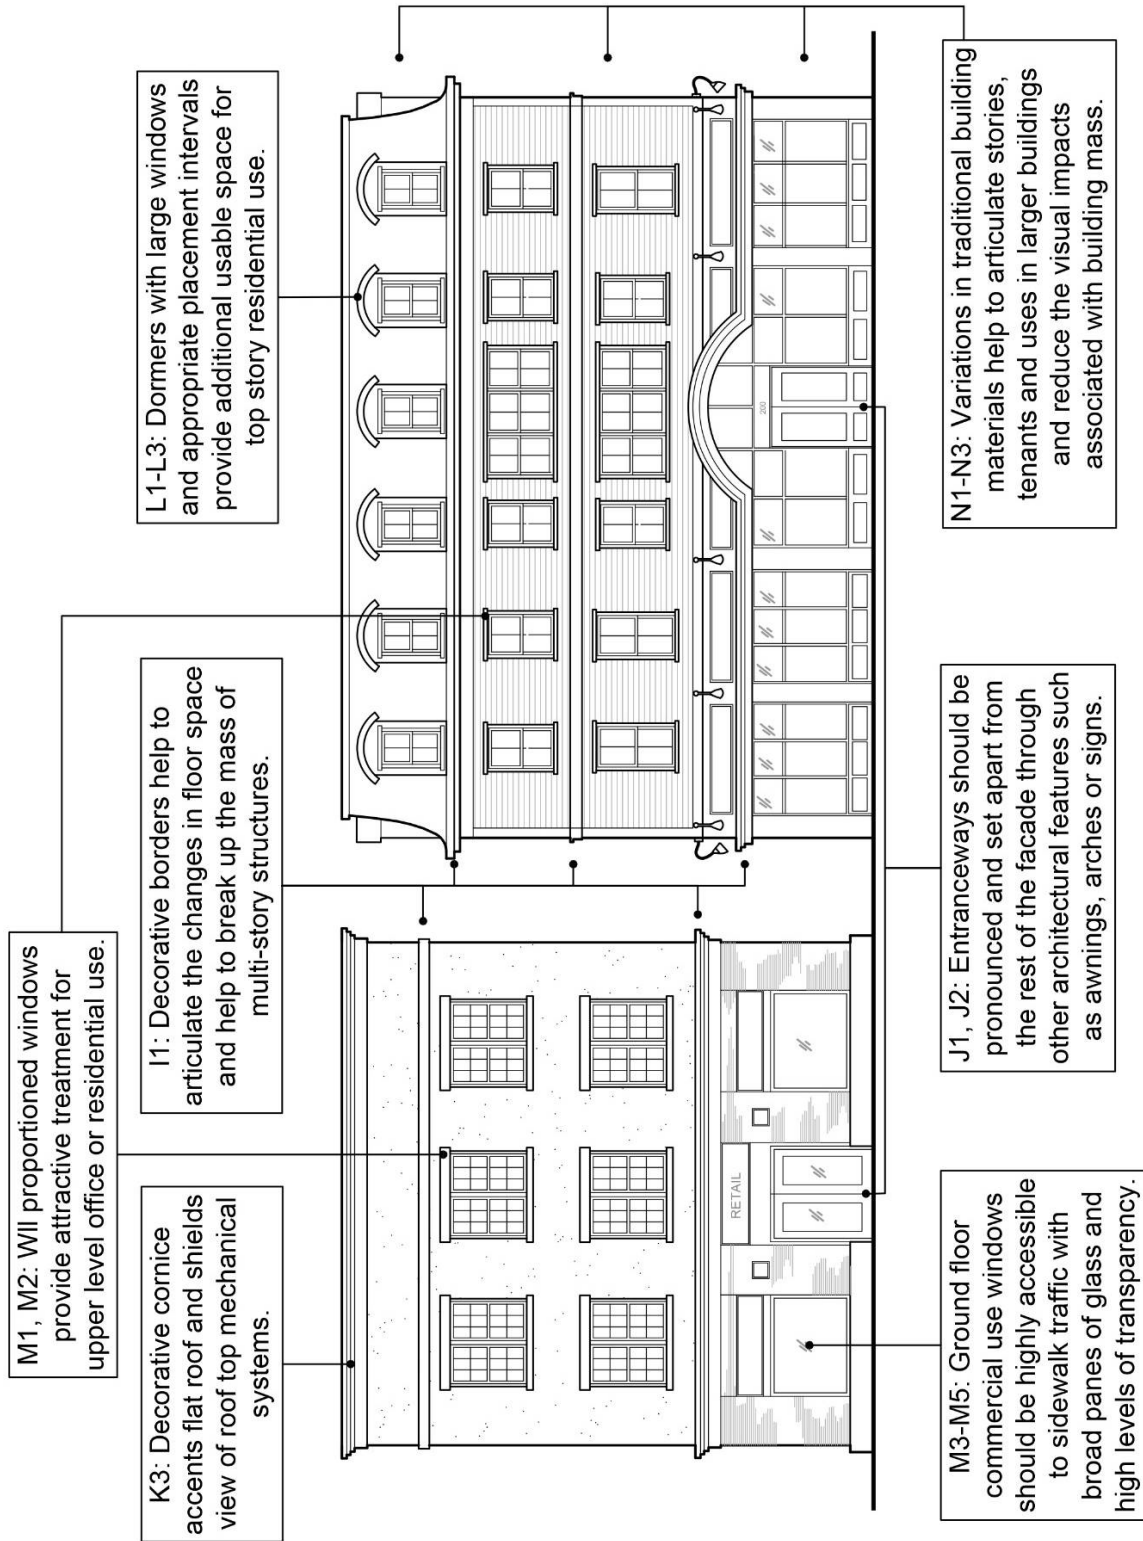 M1, M2: Wll proportioned windows
provide attractive treatment for
upper level office or residential use.
K3: Decorative cornice
accents flat roof and shields
view of roof top mechanical
systems.
I1: Decorative borders help to
articulate the changes in floor space
and help to break up the mass of
multi-story structures.
L1-L3: Dormers with large windows
and appropriate placement intervals
provide additional usable space for
top story residential use.
RETAIL
200
M3-M5: Ground floor
commercial use windows
should be highly accessible
to sidewalk traffic with
broad panes of glass and
high levels of transparency.
J1, J2: Entranceways should be
pronounced and set apart from
the rest of the facade through
other architectural features such
as awnings, arches or signs.
N1-N3: Variations in traditional building
materials help to articulate stories,
tenants and uses in larger buildings
and reduce the visual impacts
associated with building mass.